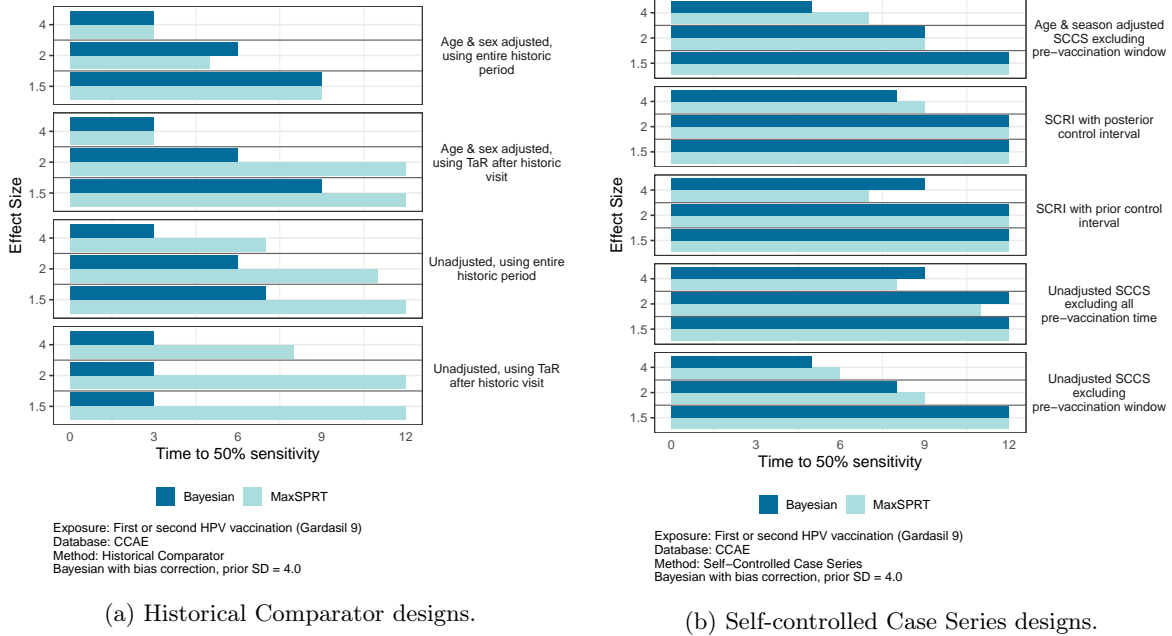 Effect Size
4
2
1.5
Age & sex adjusted,
using entire historic
period
4
2
1.5
Age & sex adjusted,
using TaR after historic
visit
4
2
1.5
Unadjusted, using entire
historic period
4
2
1.5
Unadjusted, using TaR
after historic visit
0 3 6 9 12
Time to 50% sensitivity
Bayesian MaxSPRT
Exposure: First or second HPV vaccination (Gardasil 9)
Database: CCAE
Method: Historical Comparator
Bayesian with bias correction, prior SD = 4.0
(a) Historical Comparator designs.
Effect Size
4
2
1.5
Age & season adjusted
SCCS excluding
pre−vaccination window
4
2
1.5
SCRI with posterior
control interval
4
2
1.5
SCRI with prior control
interval
4
2
1.5
Unadjusted SCCS
excluding all
pre−vaccination time
4
2
1.5
Unadjusted SCCS
excluding
pre−vaccination window
0 3 6 9 12
Time to 50% sensitivity
Bayesian MaxSPRT
Exposure: First or second HPV vaccination (Gardasil 9)
Database: CCAE
Method: Self−Controlled Case Series
Bayesian with bias correction, prior SD = 4.0
(b) Self-controlled Case Series designs.